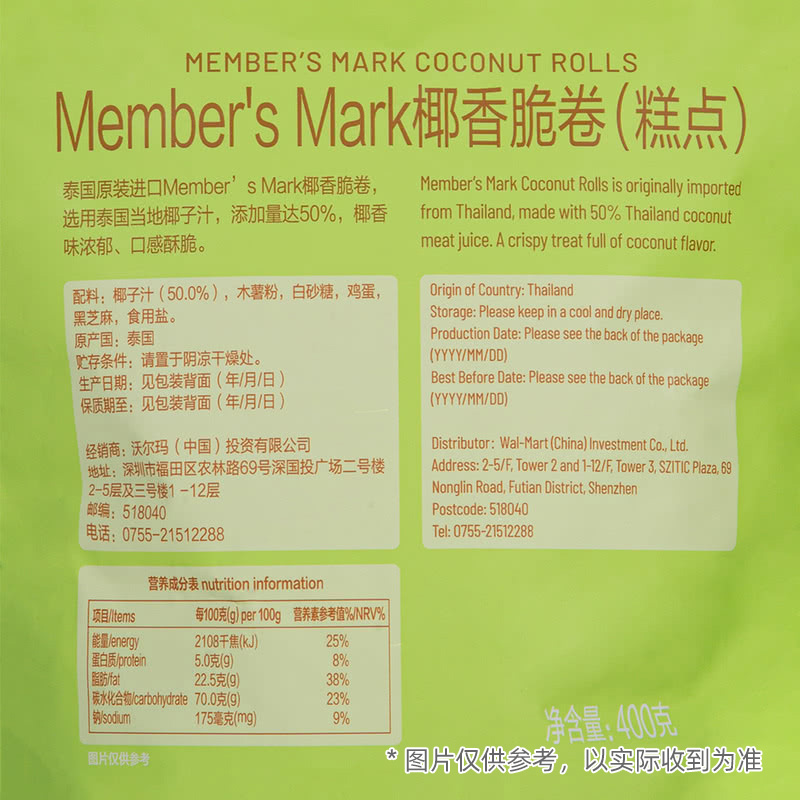 MEMBER'S MARK COCONUT ROLLS
Member's Mark椰香脆卷(糕点)
泰国原装进口Member's Mark椰香脆卷,
选用泰国当地椰子汁，添加量达50%，椰香
味浓郁、口感酥脆。
Member's Mark Coconut Rolls is originally imported
from Thailand, made with 50% Thailand coconut
meat juice. A crispy treat full of coconut flavor.
配料：椰子汁（50.0%），木薯粉，白砂糖，鸡蛋，
黑芝麻，食用盐。
原产国：泰国
贮存条件：请置于阴凉干燥处。
生产日期：见包装背面（年/月/日）
保质期至：见包装背面（年/月/日）
经销商：沃尔玛（中国）投资有限公司
地址：深圳市福田区农林路69号深国投广场二号楼
2-5层及三号楼1-12层
邮编：518040
电话：0755-21512288
Origin of Country: Thailand
Storage: Please keep in a cool and dry place.
Production Date: Please see the back of the package
(YYYY/MM/DD)
Best Before Date: Please see the back of the package
(YYYY/MM/DD)
Distributor: Wal-Mart (China) Investment Co., Ltd.
Address: 2-5/F, Tower 2 and 1-12/F, Tower 3, SZITIC Plaza, 69
Nonglin Road, Futian District, Shenzhen
Postcode: 518040
Tel: 0755-21512288
营养成分表 nutrition information
项目/Items 每100克(g) per 100g 营养素参考值%/NRV%
能量/energy 2108千焦(kJ) 25%
蛋白质/protein 5.0克(g) 8%
脂肪/fat 22.5克(g) 38%
碳水化合物/carbohydrate 70.0克(g) 23%
钠/sodium 175毫克(mg) 9%
净含量：400克
图片仅供参考
* 图片仅供参考，以实际收到为准